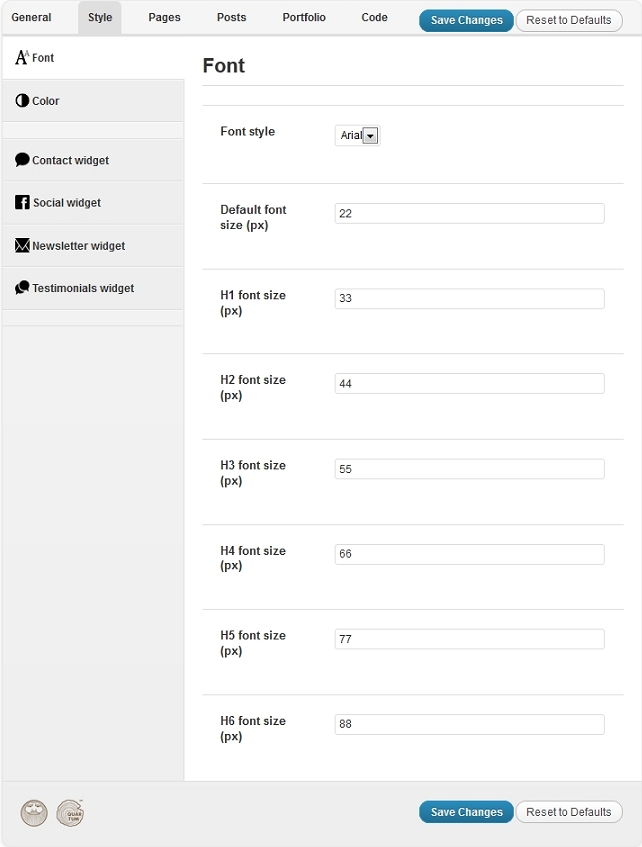 General Style Pages Posts Portfolio Code Save Changes Reset to Defaults
Font
Color
Contact widget
Social widget
Newsletter widget
Testimonials widget
Font
Font style
Arial
Default font
size (px)
22
H1 font size
(px)
33
H2 font size
(px)
44
H3 font size
(px)
55
H4 font size
(px)
66
H5 font size
(px)
77
H6 font size
(px)
88
QUAR
TUM
Save Changes Reset to Defaults